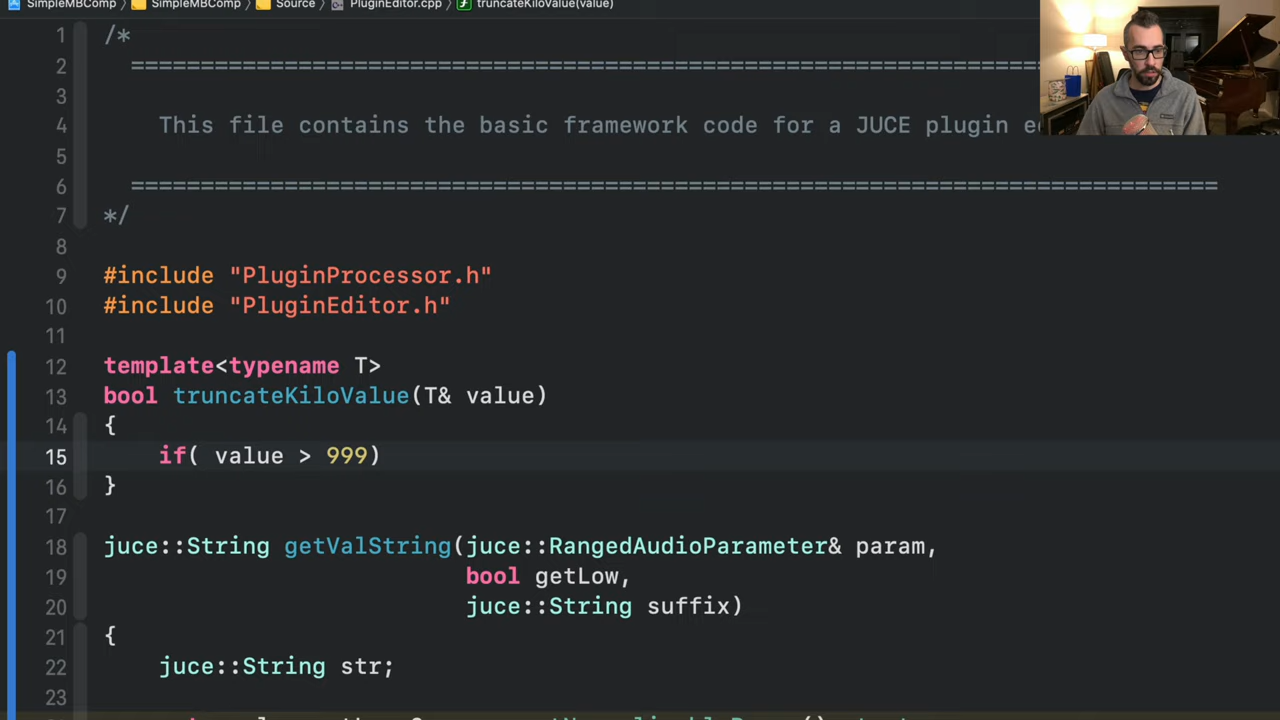 SimpleMBComp SimpleMBComp Source PluginEditor.cpp truncateKiloValue(value)
1 /*
2 ==============================================================================
3
4 This file contains the basic framework code for a JUCE plugin
5
6 ==============================================================================
7 */
8
9 #include "PluginProcessor.h"
10 #include "PluginEditor.h"
11
12 template<typename T>
13 bool truncateKiloValue(T& value)
14 {
15 if( value > 999)
16 }
17
18 juce::String getValString(juce::RangedAudioParameter& param,
19 bool getLow,
20 juce::String suffix)
21 {
22 juce::String str;
23